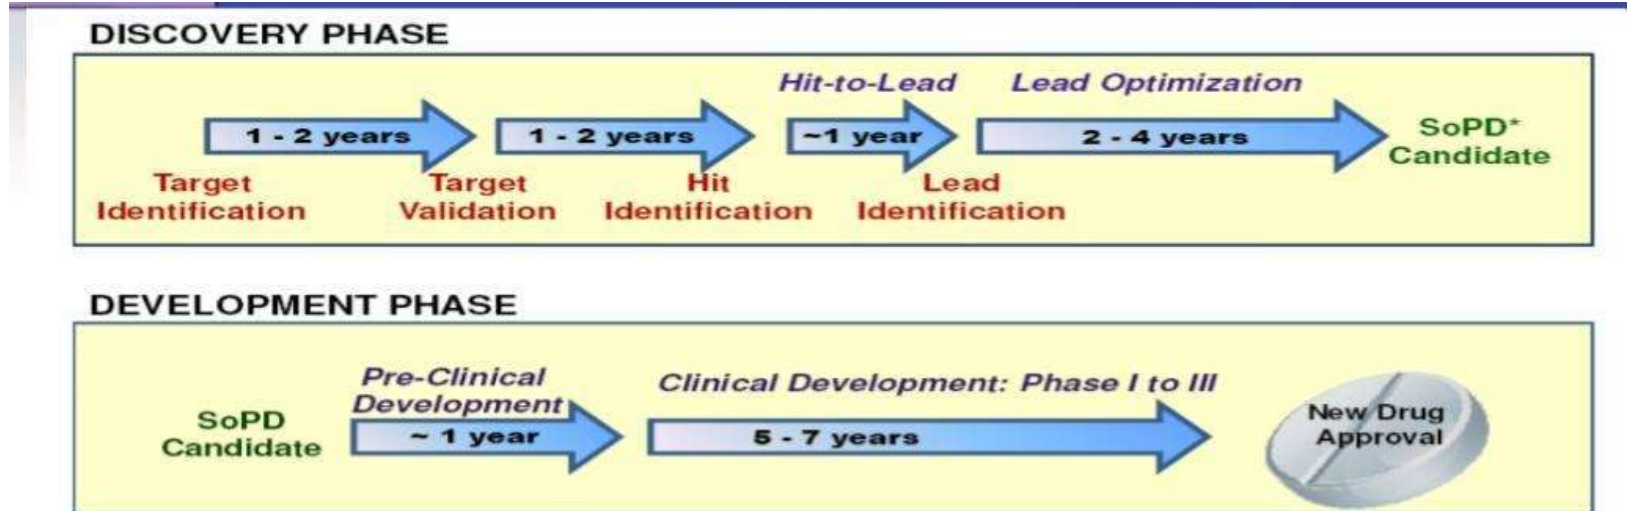 DISCOVERY PHASE
Hit-to-Lead
Lead Optimization
1 - 2 years
1 - 2 years
~1 year
2 - 4 years
SoPD*
Candidate
Target
Identification
Target
Validation
Hit
Identification
Lead
Identification
DEVELOPMENT PHASE
SoPD
Candidate
Pre-Clinical
Development
~ 1 year
Clinical Development: Phase I to III
5 - 7 years
New Drug
Approval